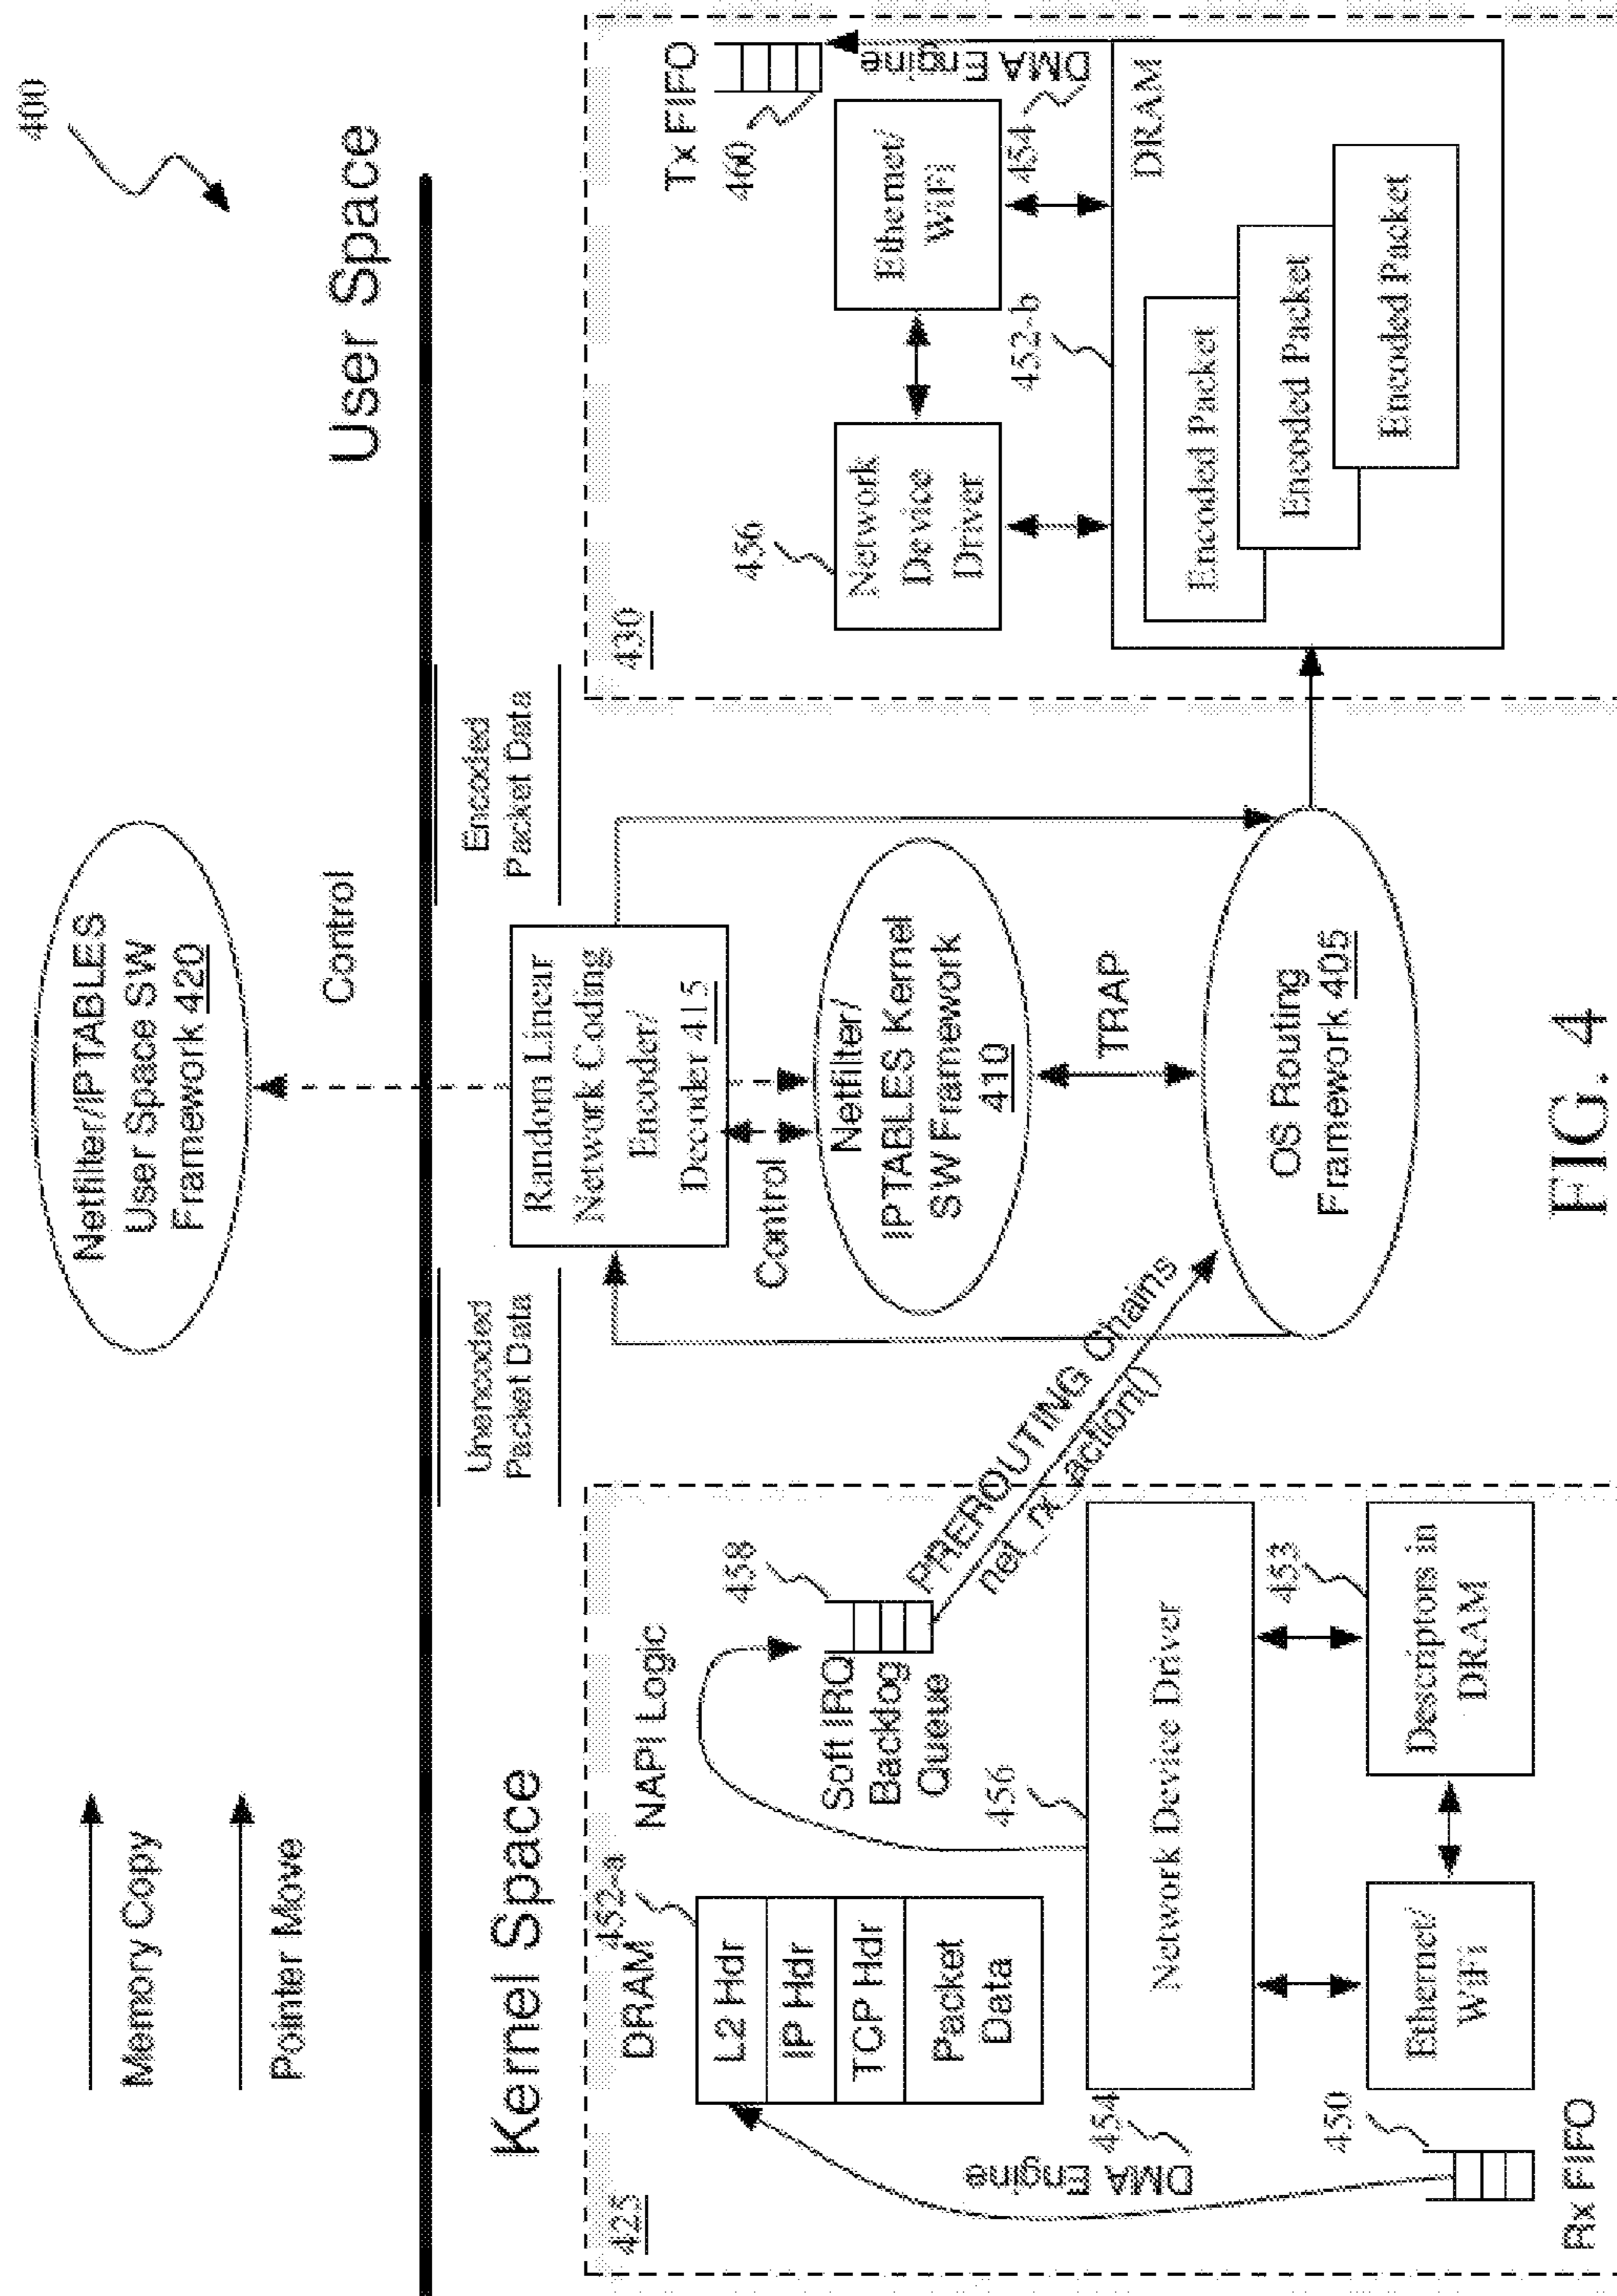 400
Memory Copy
Pointer Move
Netfilter/IPTABLES
User Space SW
Framework 420
Control
User Space
Kernel Space
Unencoded
Packet Data
Random Linear
Network Coding
Encoder/
Decoder 415
Encoded
Packet Data
Control
Netfilter/
IPTABLES Kernel
SW Framework
410
TRAP
OS Routing
Framework 405
PREROUTING Chains
net_rx_action()
425
DRAM
452-a
L2 Hdr
IP Hdr
TCP Hdr
Packet
Data
NAPI Logic
458
Soft IRQ
Backlog
Queue
DMA Engine
454
456
Network Device Driver
450
Rx FIFO
Ethernet/
WiFi
453
Descriptors in
DRAM
430
456
Network
Device
Driver
Ethernet/
WiFi
Tx FIFO
460
DMA Engine
454
452-b
DRAM
Encoded Packet
Encoded Packet
Encoded Packet
FIG. 4